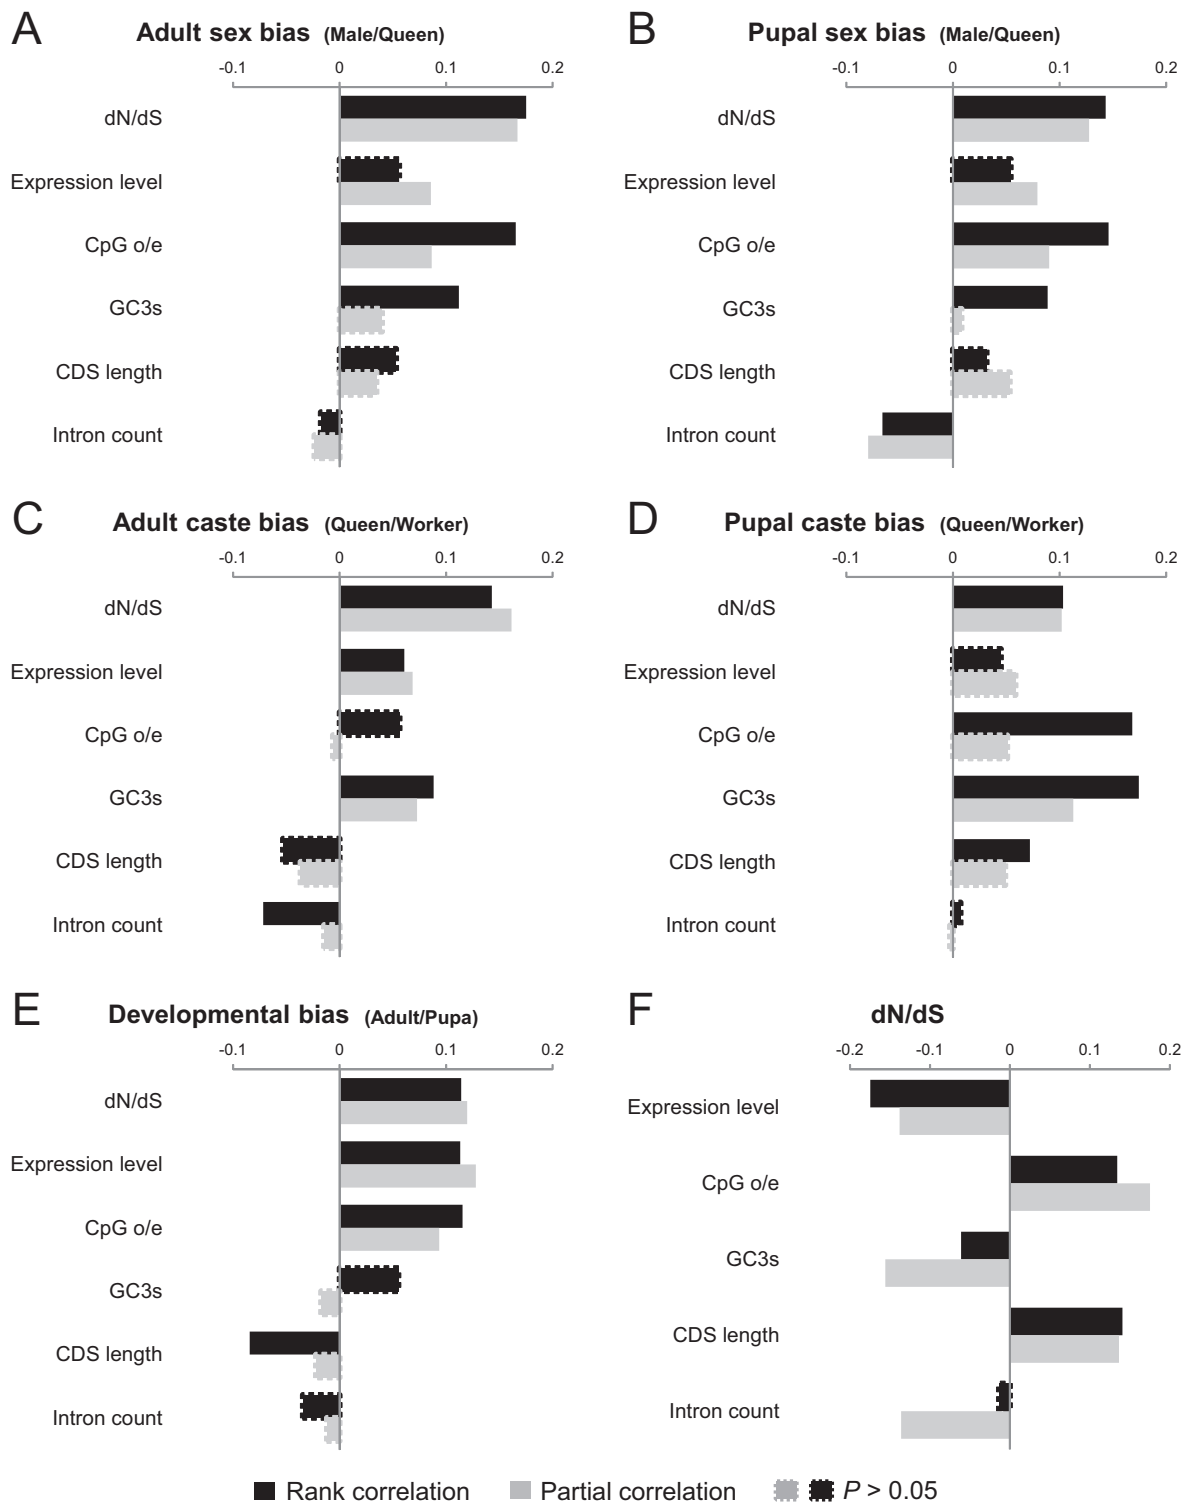 A Adult sex bias (Male/Queen)
-0.1 0 0.1 0.2
dN/dS
Expression level
CpG o/e
GC3s
CDS length
Intron count
B Pupal sex bias (Male/Queen)
-0.1 0 0.1 0.2
dN/dS
Expression level
CpG o/e
GC3s
CDS length
Intron count
C Adult caste bias (Queen/Worker)
-0.1 0 0.1 0.2
dN/dS
Expression level
CpG o/e
GC3s
CDS length
Intron count
D Pupal caste bias (Queen/Worker)
-0.1 0 0.1 0.2
dN/dS
Expression level
CpG o/e
GC3s
CDS length
Intron count
E Developmental bias (Adult/Pupa)
-0.1 0 0.1 0.2
dN/dS
Expression level
CpG o/e
GC3s
CDS length
Intron count
F dN/dS
-0.2 -0.1 0 0.1 0.2
Expression level
CpG o/e
GC3s
CDS length
Intron count
Rank correlation Partial correlation P > 0.05